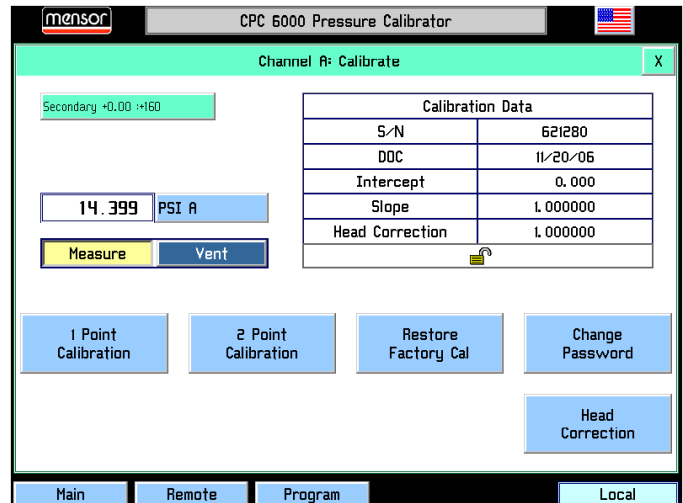 mensor
CPC 6000 Pressure Calibrator
Channel A: Calibrate X
Secondary +0.00 :+160
Calibration Data
S/N 621280
DOC 11/20/06
Intercept 0.000
Slope 1.000000
Head Correction 1.000000
14.399 PSI A
Measure Vent
1 Point Calibration
2 Point Calibration
Restore Factory Cal
Change Password
Head Correction
Main Remote Program Local